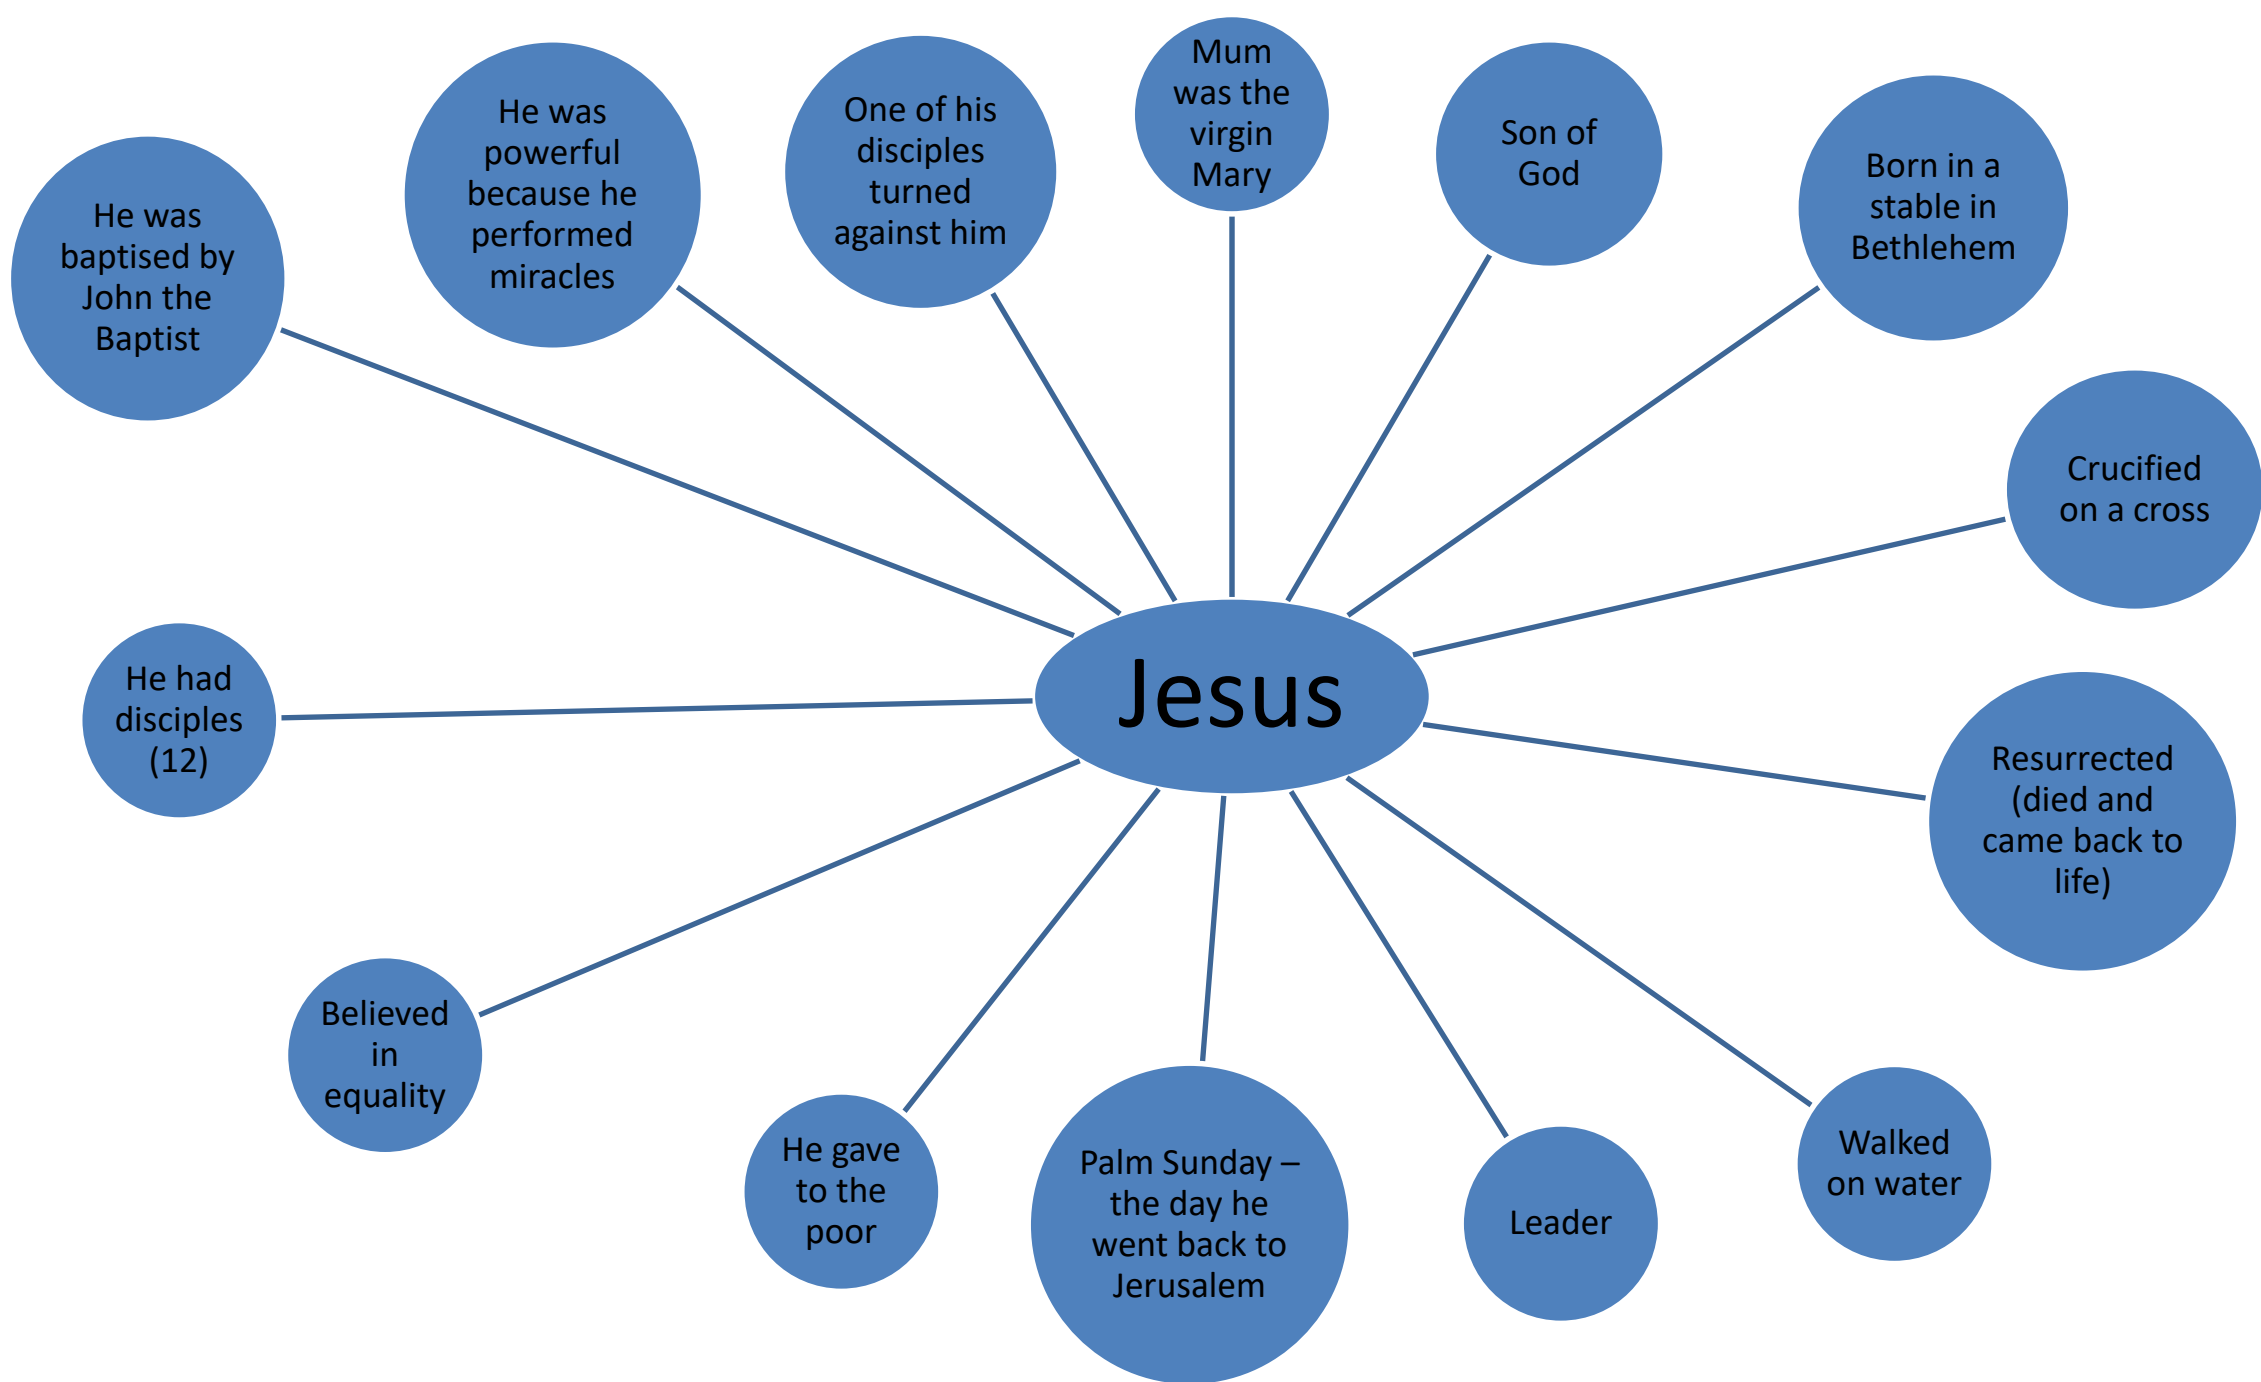 Mum
was the
virgin
Mary
Son of
God
Born in a
stable in
Bethlehem
Crucified
on a cross
Resurrected
(died and
came back to
life)
Walked
on water
Leader
Palm Sunday –
the day he
went back to
Jerusalem
He gave
to the
poor
Believed
in
equality
He had
disciples
(12)
He was
baptised by
John the
Baptist
He was
powerful
because he
performed
miracles
One of his
disciples
turned
against him
Jesus